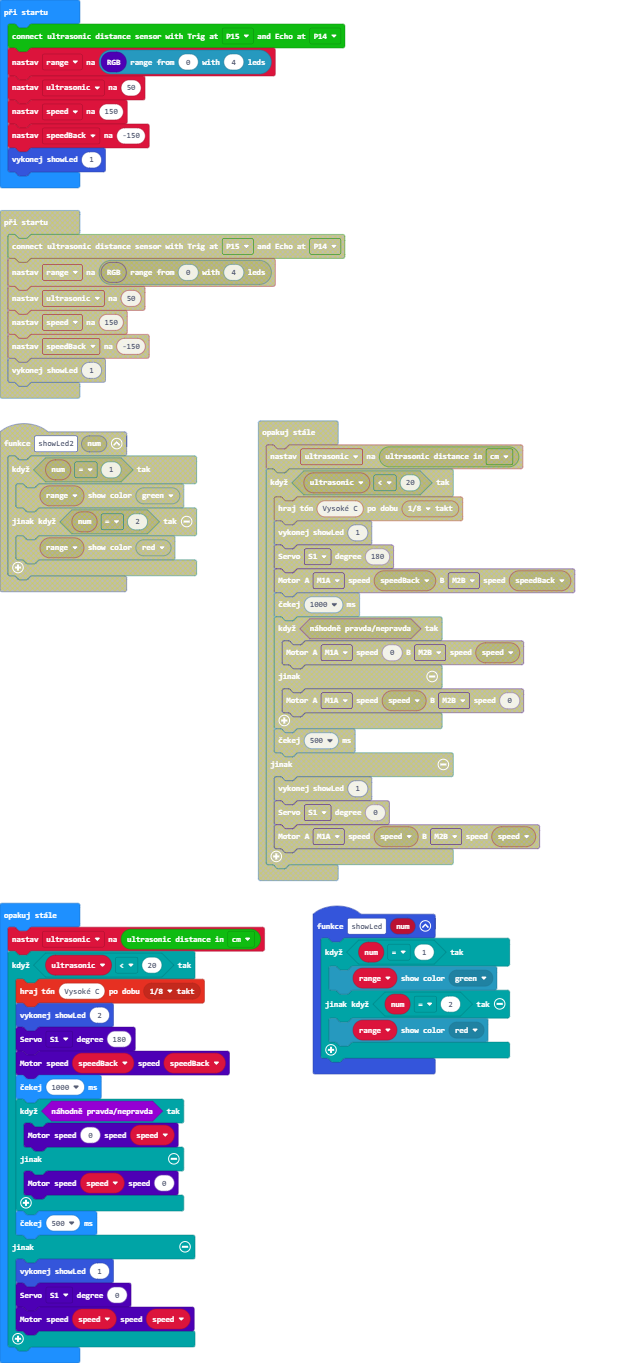 při startu
connect ultrasonic distance sensor with Trig at P15 and Echo at P14
nastav range na RGB range from 0 with 4 leds
nastav ultrasonic na 50
nastav speed na 150
nastav speedBack na -150
vykonej showLed 1
při startu
connect ultrasonic distance sensor with Trig at P15 and Echo at P14
nastav range na RGB range from 0 with 4 leds
nastav ultrasonic na 50
nastav speed na 150
nastav speedBack na -150
vykonej showLed 1
funkce showLed2 num
když num = 1 tak
range show color green
jinak když num = 2 tak
range show color red
opakuj stále
nastav ultrasonic na ultrasonic distance in cm
když ultrasonic < 20 tak
hraj tón Vysoké C po dobu 1/8 takt
vykonej showLed 1
Servo S1 degree 180
Motor A M1A speed speedBack B M2B speed speedBack
čekej 1000 ms
když náhodně pravda/nepravda tak
Motor A M1A speed 0 B M2B speed speed
jinak
Motor A M1A speed speed B M2B speed 0
čekej 500 ms
jinak
vykonej showLed 1
Servo S1 degree 0
Motor A M1A speed speed B M2B speed speed
opakuj stále
nastav ultrasonic na ultrasonic distance in cm
když ultrasonic < 20 tak
hraj tón Vysoké C po dobu 1/8 takt
vykonej showLed 2
Servo S1 degree 180
Motor speed speedBack speed speedBack
čekej 1000 ms
když náhodně pravda/nepravda tak
Motor speed 0 speed speed
jinak
Motor speed speed speed 0
čekej 500 ms
jinak
vykonej showLed 1
Servo S1 degree 0
Motor speed speed speed speed
funkce showLed num
když num = 1 tak
range show color green
jinak když num = 2 tak
range show color red